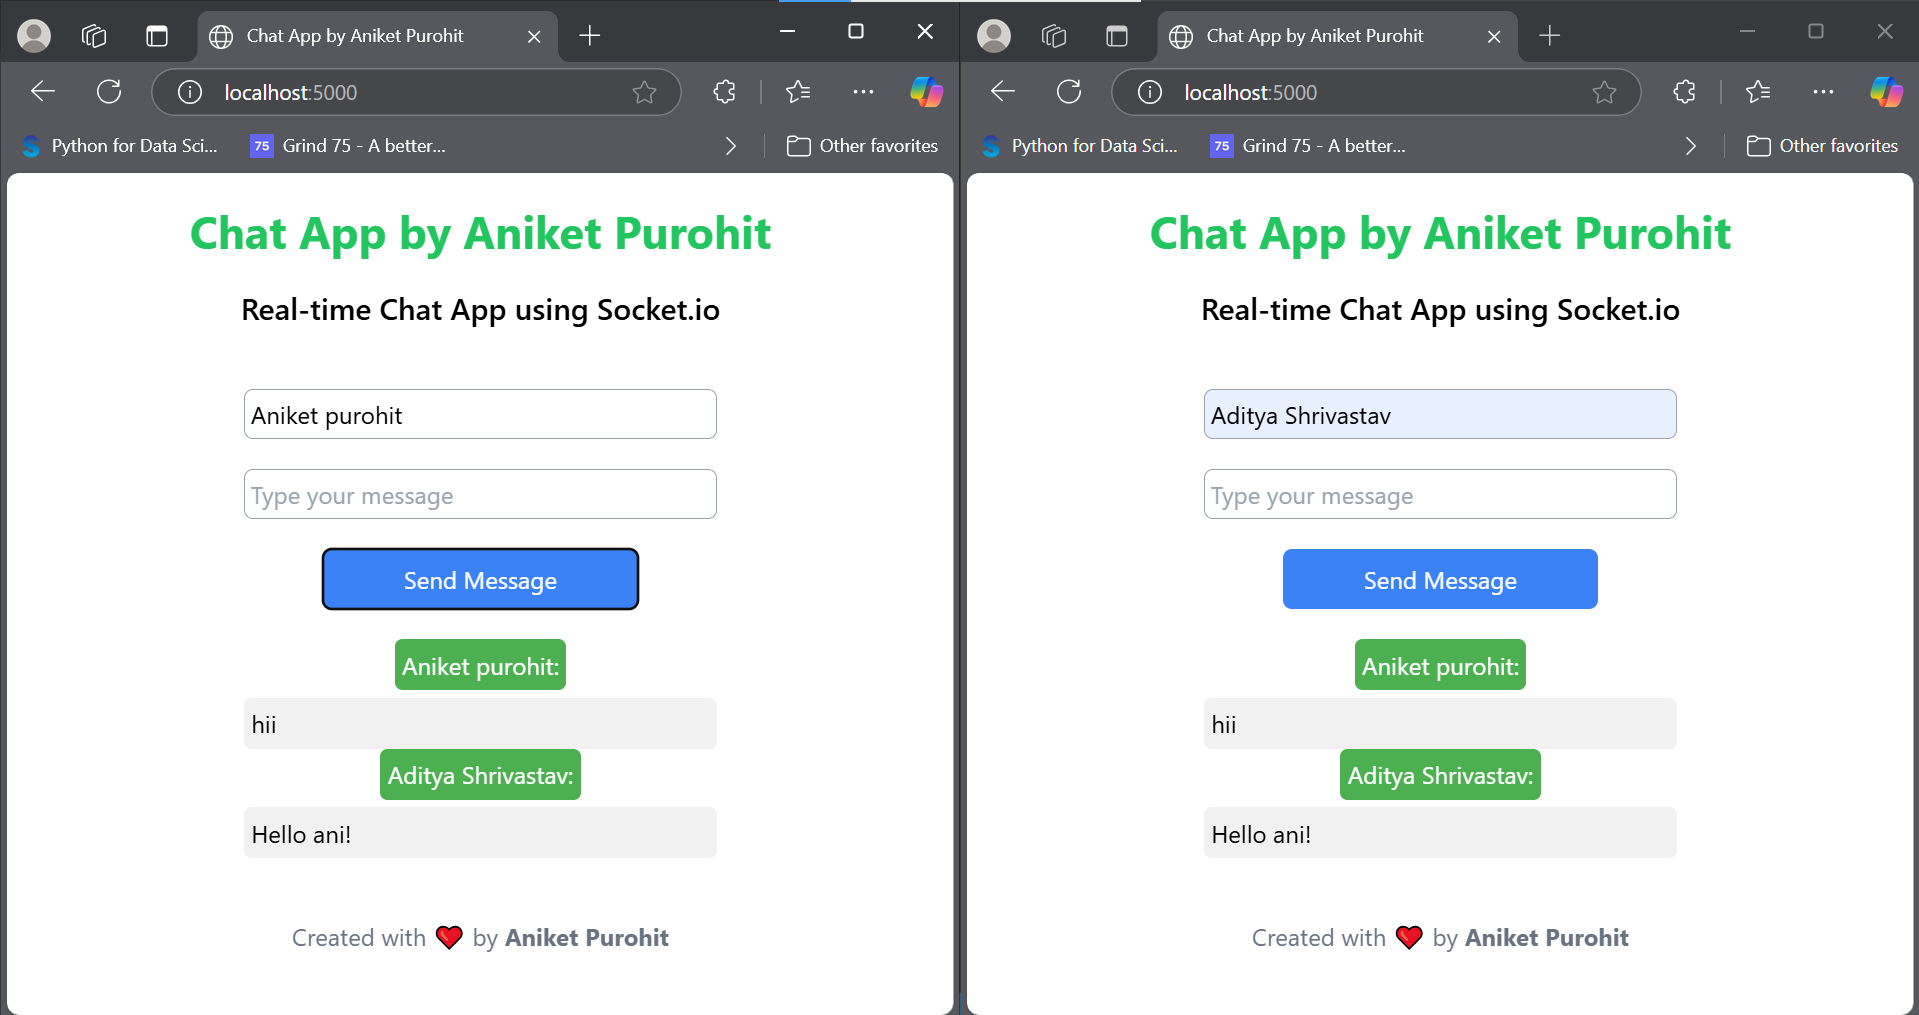 Chat App by Aniket Purohit
localhost:5000
Python for Data Sci...
75
Grind 75 - A better...
Other favorites
Chat App by Aniket Purohit
Real-time Chat App using Socket.io
Aniket purohit
Type your message
Send Message
Aniket purohit:
hii
Aditya Shrivastav:
Hello ani!
Created with ❤️ by Aniket Purohit
Chat App by Aniket Purohit
localhost:5000
Python for Data Sci...
75
Grind 75 - A better...
Other favorites
Chat App by Aniket Purohit
Real-time Chat App using Socket.io
Aditya Shrivastav
Type your message
Send Message
Aniket purohit:
hii
Aditya Shrivastav:
Hello ani!
Created with ❤️ by Aniket Purohit